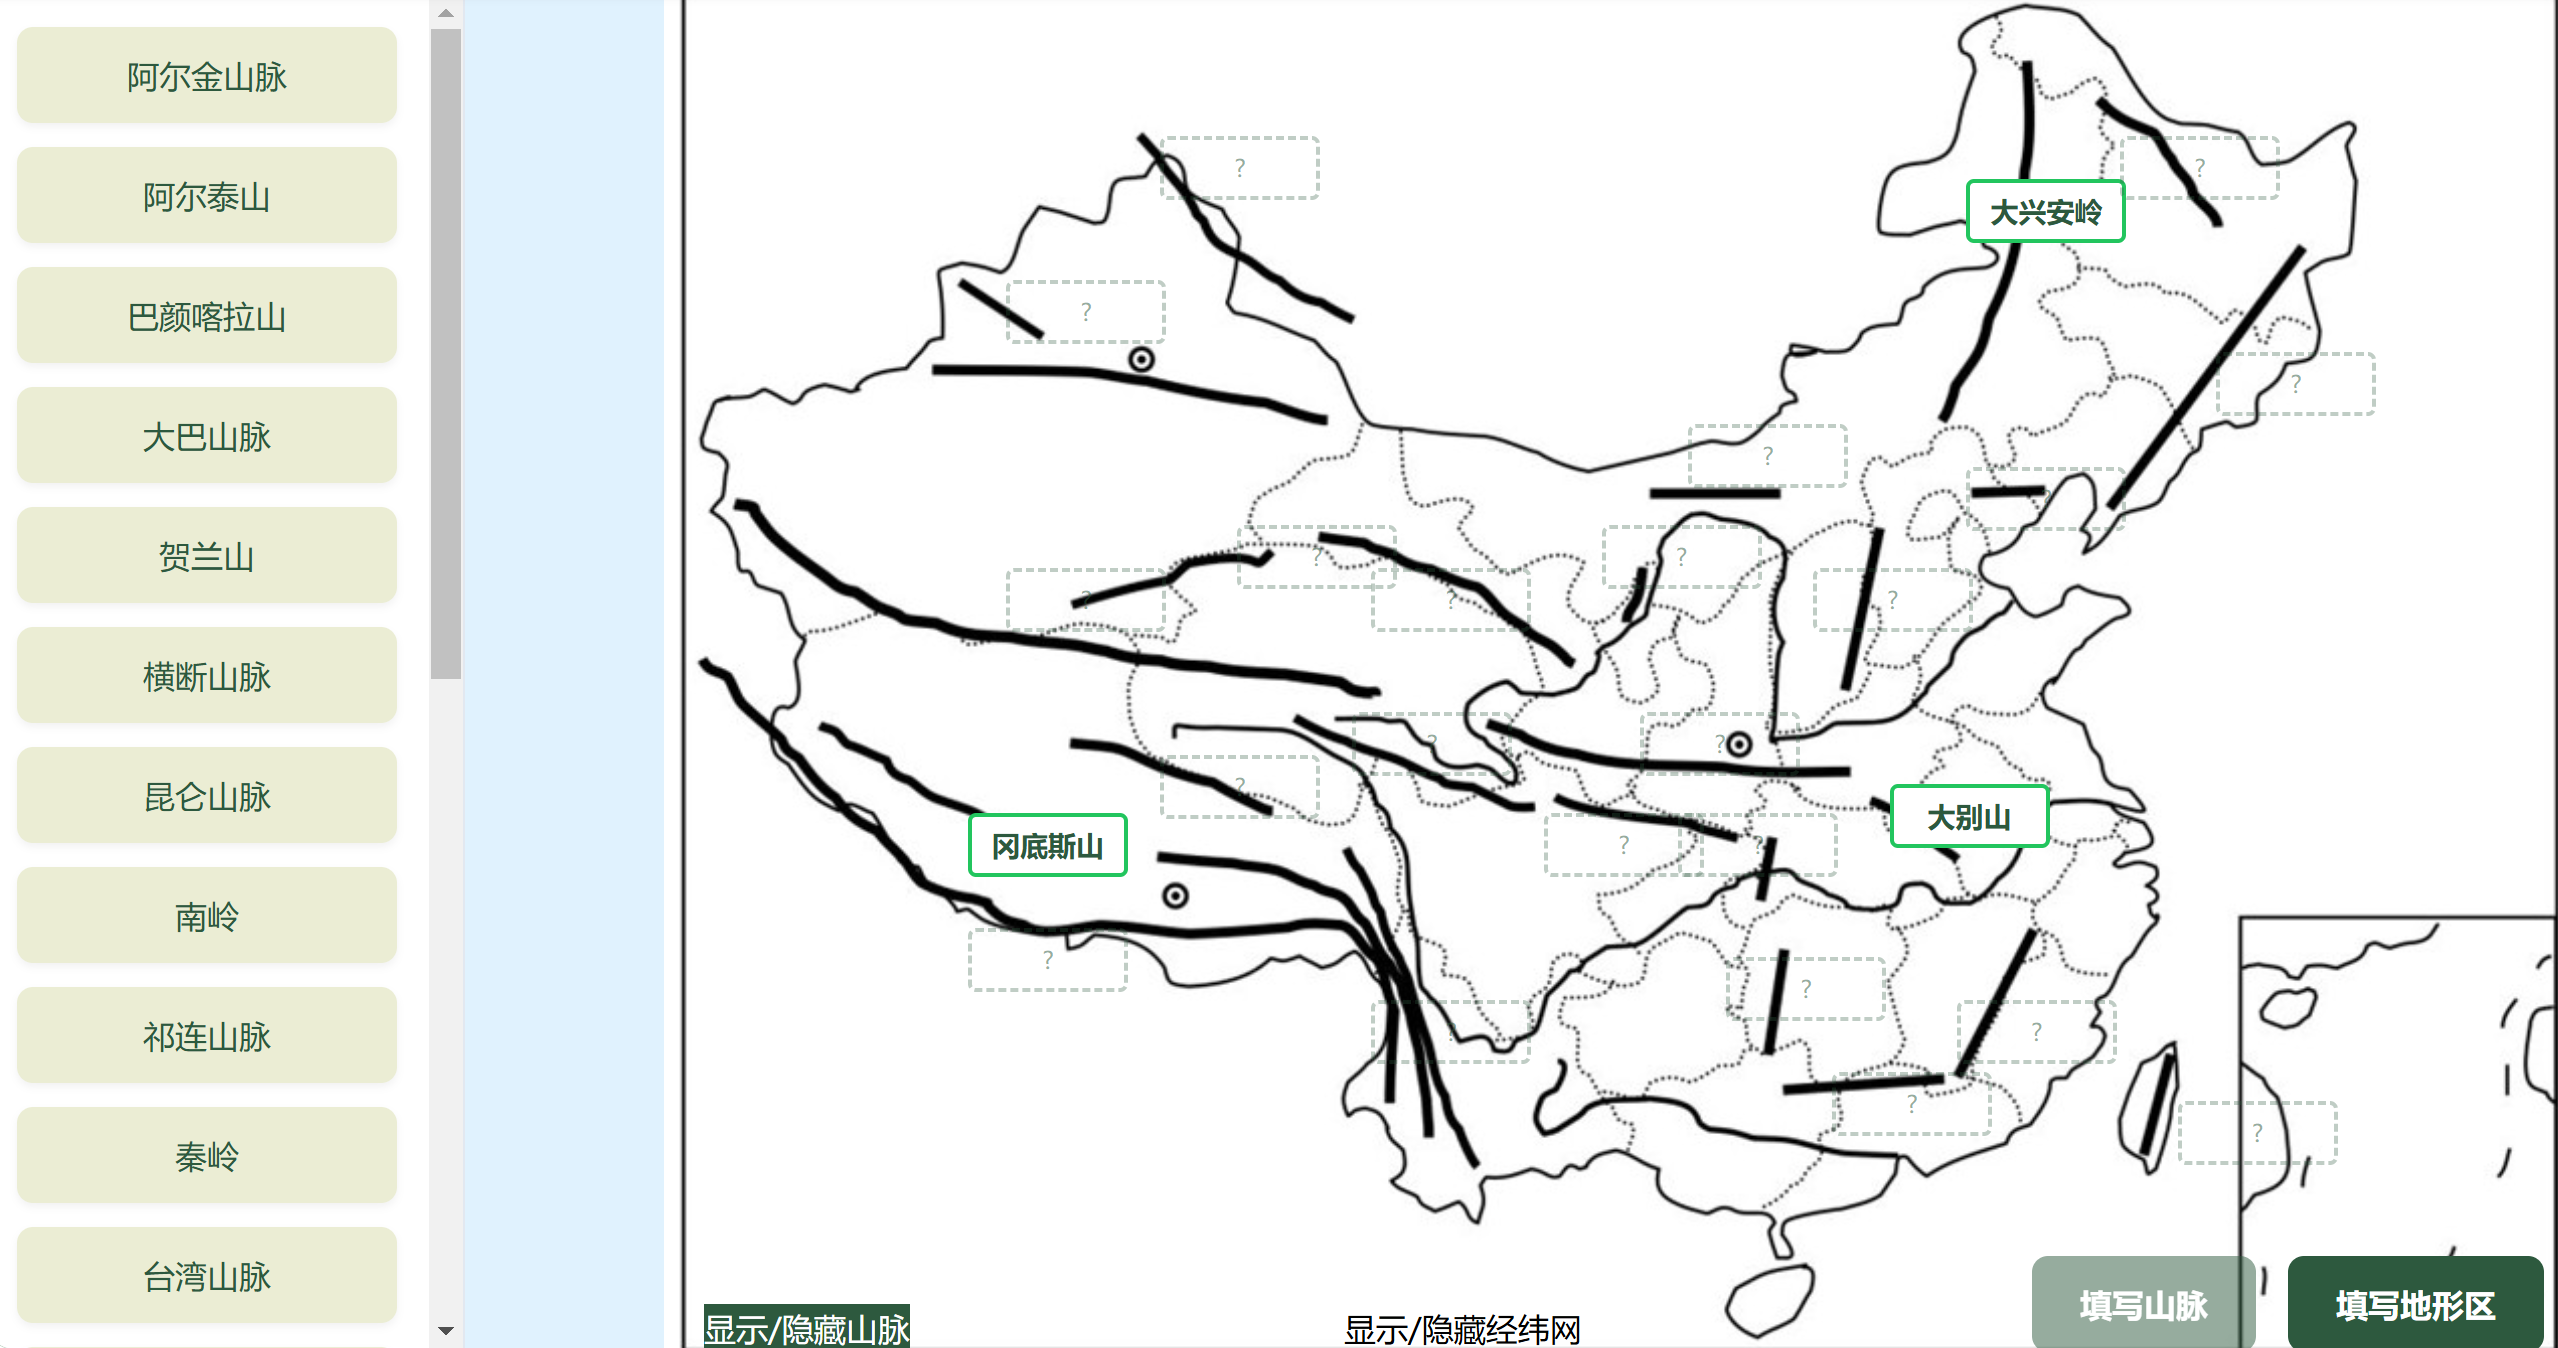 阿尔金山脉
阿尔泰山
巴颜喀拉山
大巴山脉
贺兰山
横断山脉
昆仑山脉
南岭
祁连山脉
秦岭
台湾山脉
?
?
大兴安岭
?
?
?
?
?
?
?
?
?
?
?
?
?
大别山
?
?
冈底斯山
?
?
?
?
?
?
显示/隐藏山脉
显示/隐藏经纬网
填写山脉
填写地形区